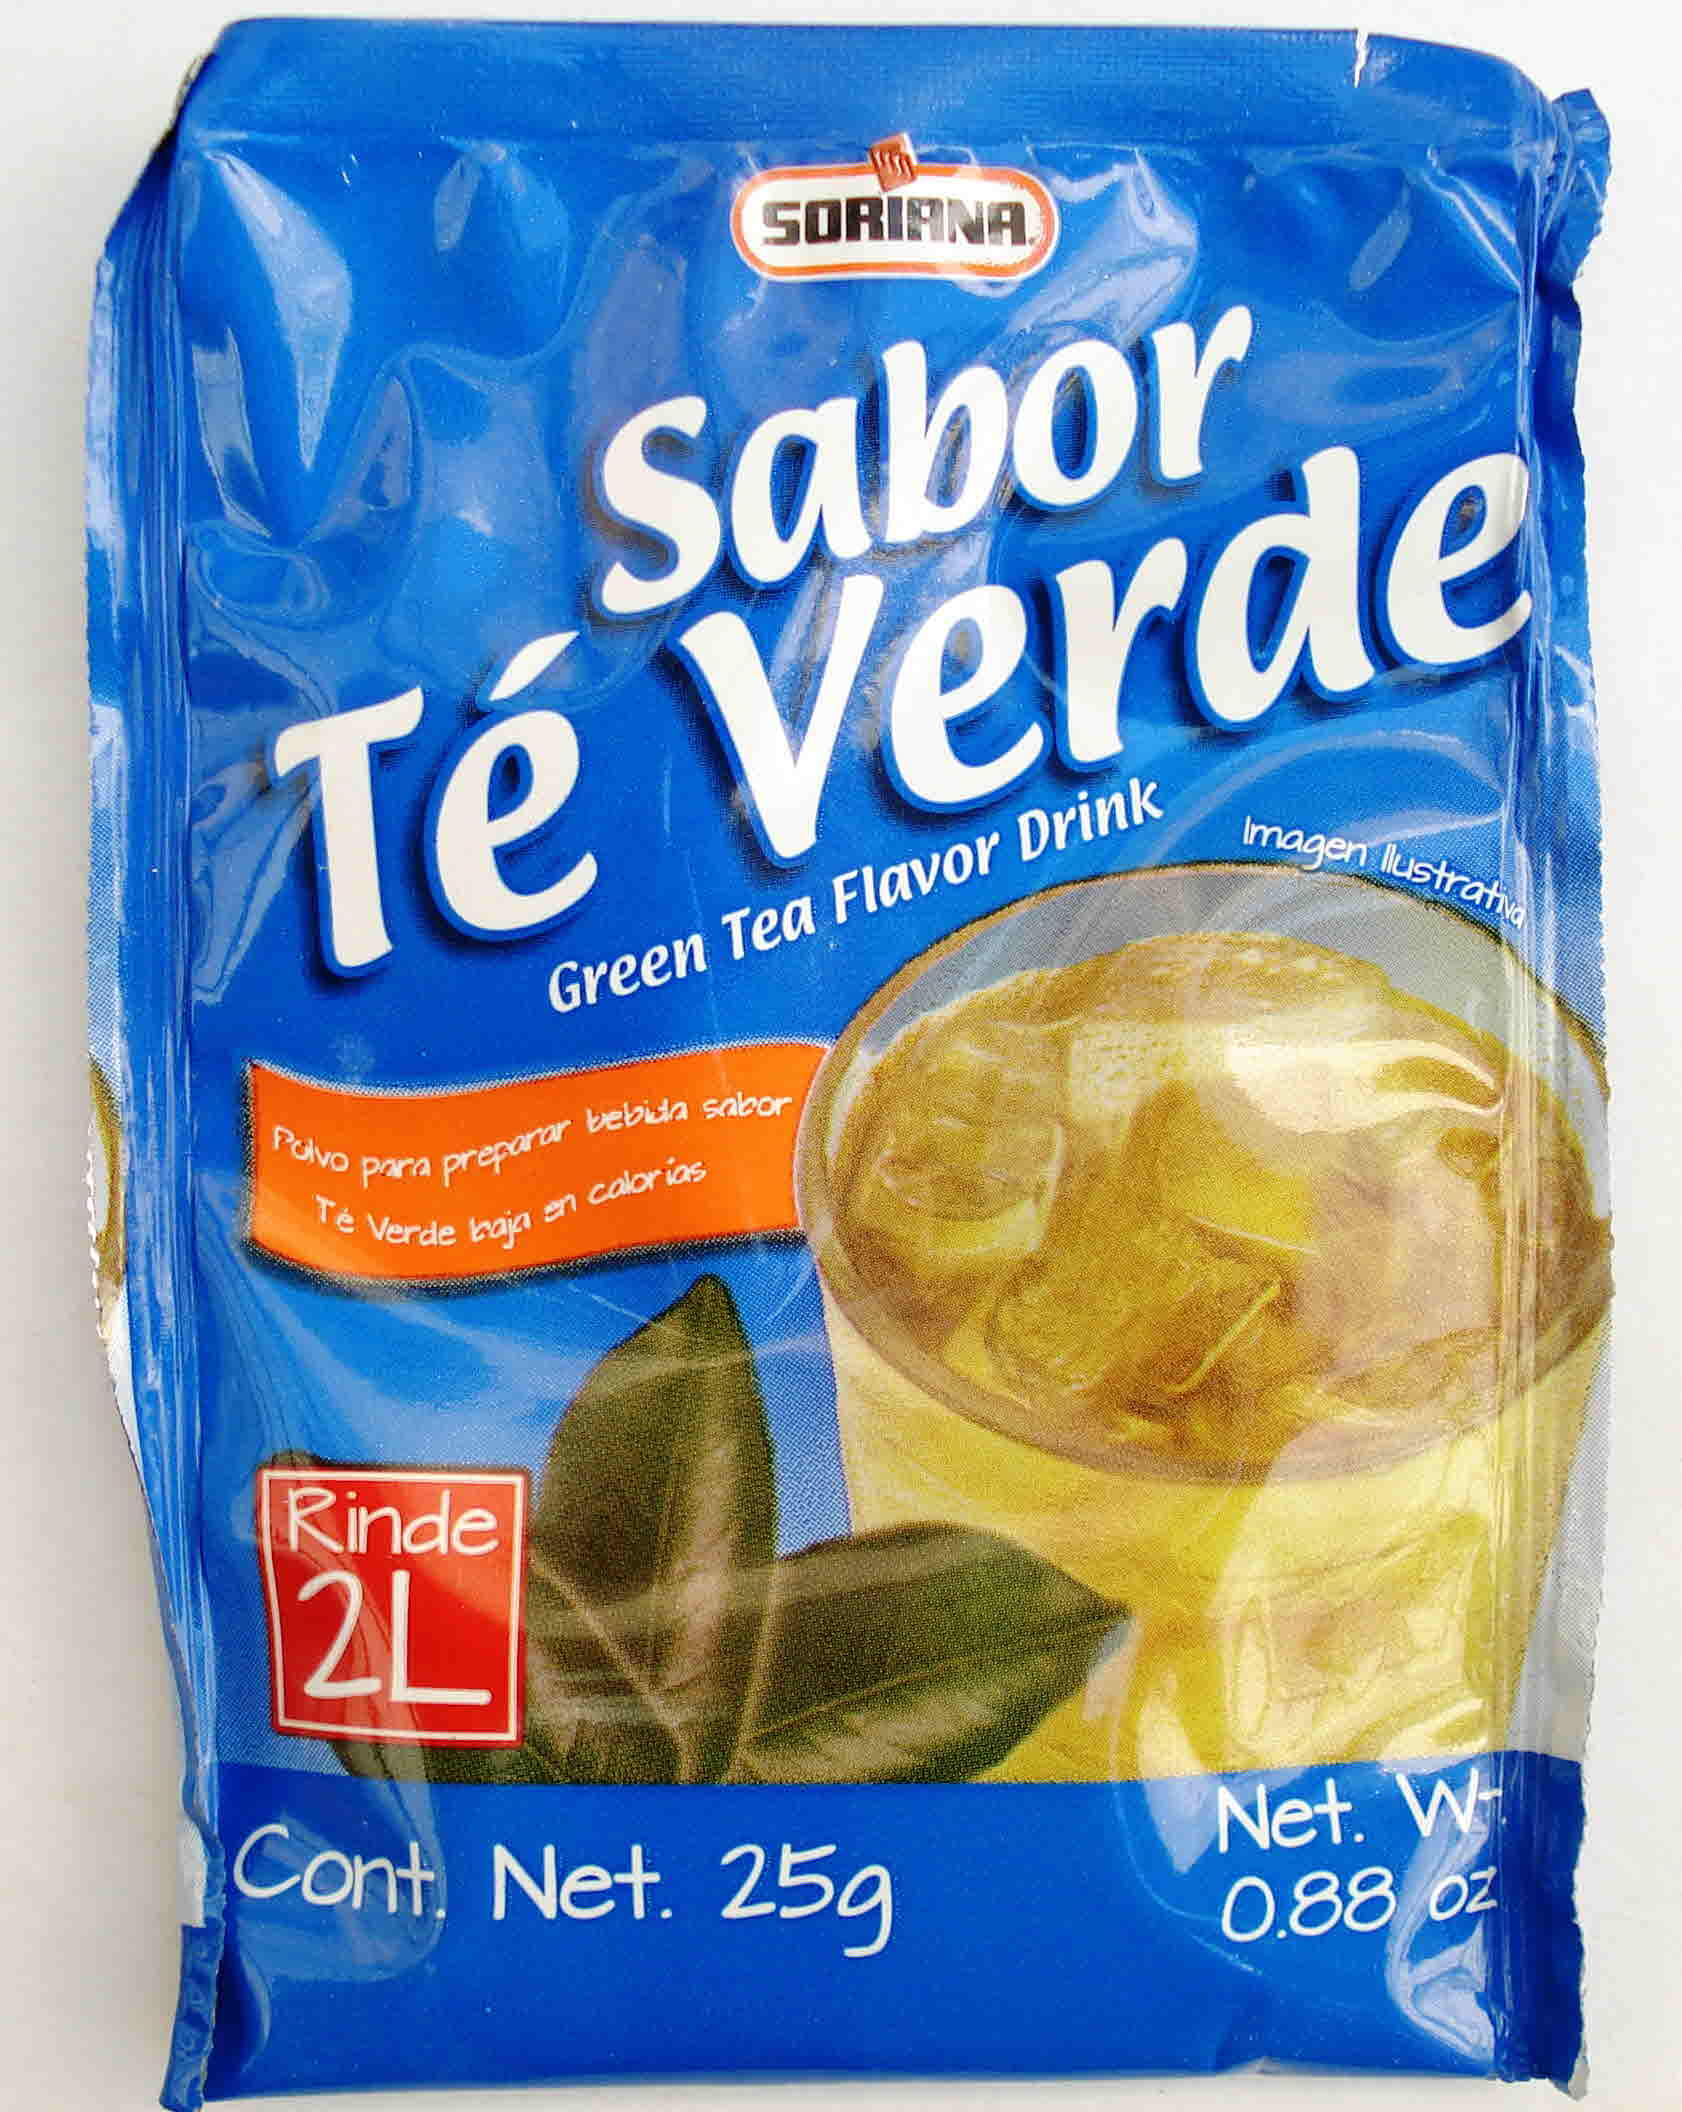 SORIANA
Sabor
Té Verde
Green Tea Flavor Drink
Imagen Ilustrativa
Polvo para preparar bebida sabor
Té Verde baja en calorías
Rinde
2L
Cont. Net. 25g
Net. W
0.88 oz